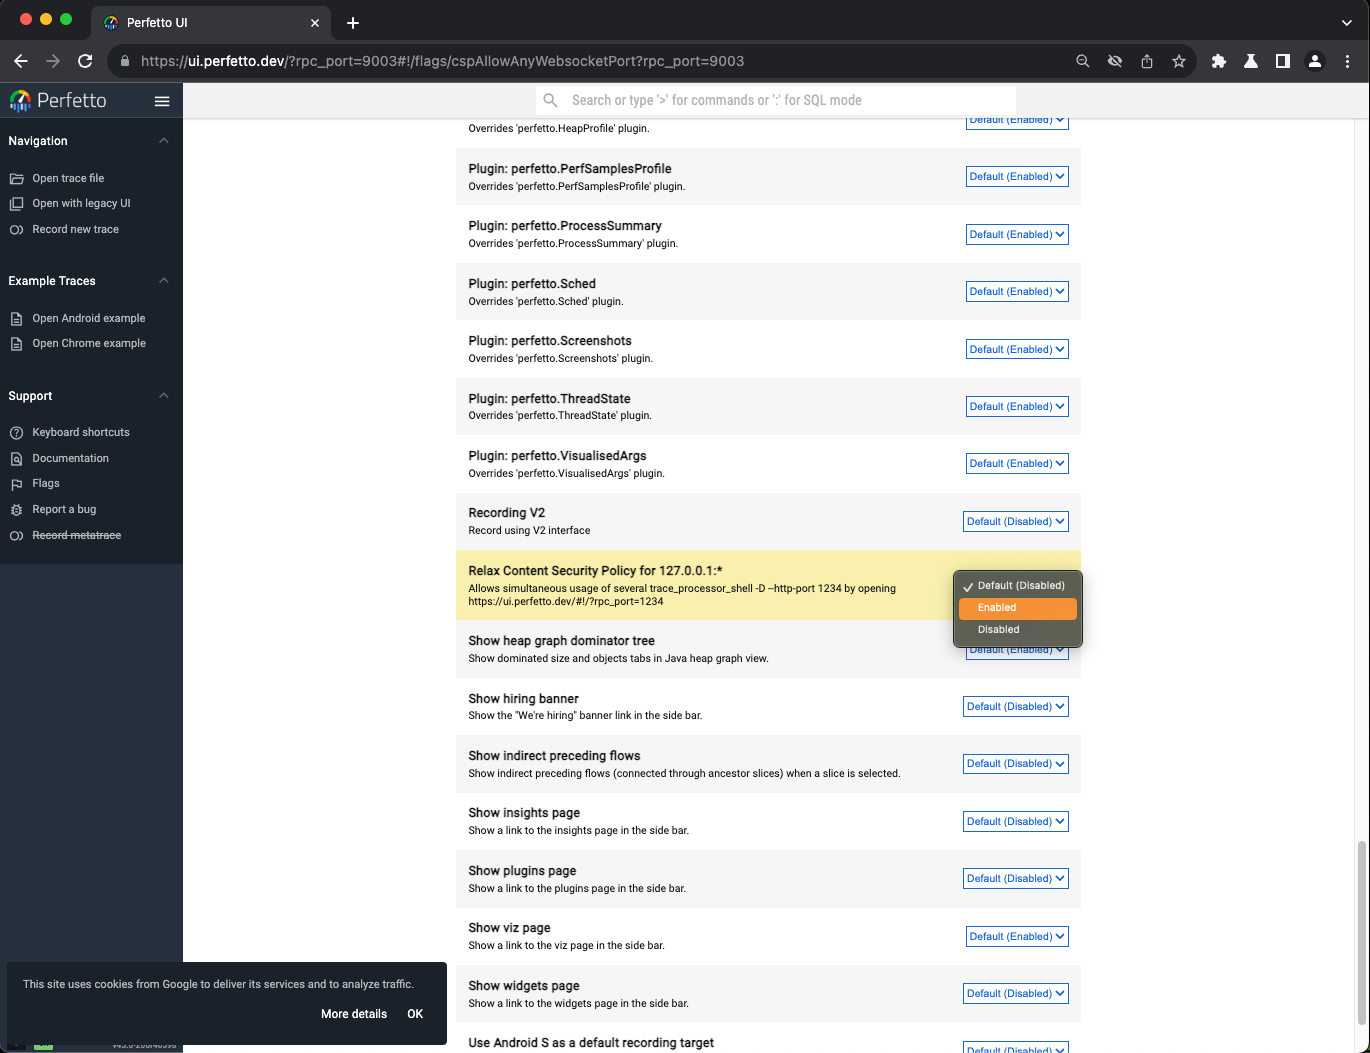 Perfetto UI
https://ui.perfetto.dev/?rpc_port=9003#!/flags/cspAllowAnyWebsocketPort?rpc_port=9003
Perfetto
Search or type '>' for commands or ':' for SQL mode
Navigation
Open trace file
Open with legacy UI
Record new trace
Example Traces
Open Android example
Open Chrome example
Support
Keyboard shortcuts
Documentation
Flags
Report a bug
Record metatrace
Default (Enabled)
Overrides 'perfetto.HeapProfile' plugin.
Plugin: perfetto.PerfSamplesProfile
Default (Enabled)
Overrides 'perfetto.PerfSamplesProfile' plugin.
Plugin: perfetto.ProcessSummary
Default (Enabled)
Overrides 'perfetto.ProcessSummary' plugin.
Plugin: perfetto.Sched
Default (Enabled)
Overrides 'perfetto.Sched' plugin.
Plugin: perfetto.Screenshots
Default (Enabled)
Overrides 'perfetto.Screenshots' plugin.
Plugin: perfetto.ThreadState
Default (Enabled)
Overrides 'perfetto.ThreadState' plugin.
Plugin: perfetto.VisualisedArgs
Default (Enabled)
Overrides 'perfetto.VisualisedArgs' plugin.
Recording V2
Default (Disabled)
Record using V2 interface
Relax Content Security Policy for 127.0.0.1:*
Allows simultaneous usage of several trace_processor_shell -D --http-port 1234 by opening
https://ui.perfetto.dev/#!/?rpc_port=1234
Default (Disabled)
Enabled
Disabled
Show heap graph dominator tree
Default (Enabled)
Show dominated size and objects tabs in Java heap graph view.
Show hiring banner
Default (Disabled)
Show the "We're hiring" banner link in the side bar.
Show indirect preceding flows
Default (Disabled)
Show indirect preceding flows (connected through ancestor slices) when a slice is selected.
Show insights page
Default (Disabled)
Show a link to the insights page in the side bar.
Show plugins page
Default (Disabled)
Show a link to the plugins page in the side bar.
Show viz page
Default (Enabled)
Show a link to the viz page in the side bar.
Show widgets page
Default (Disabled)
Show a link to the widgets page in the side bar.
Use Android S as a default recording target
Default (Disabled)
This site uses cookies from Google to deliver its services and to analyze traffic.
More details
OK